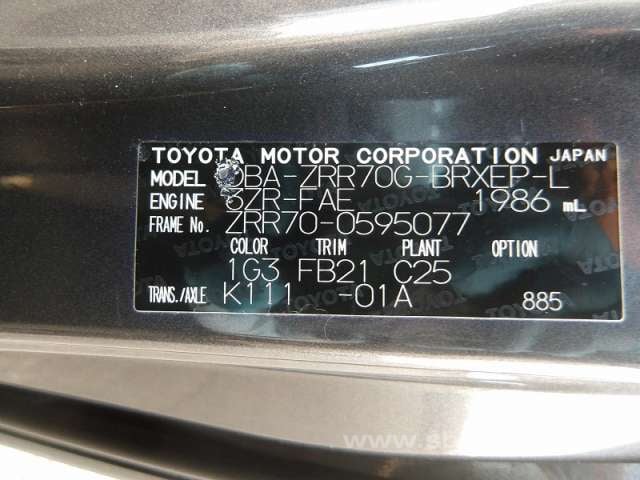 TOYOTA MOTOR CORPORATION JAPAN
MODEL DBA-ZRR70G-BRXEP-L
ENGINE 3ZR-FAE 1986 mL
FRAME No. ZRR70-0595077
COLOR TRIM PLANT OPTION
1G3 FB21 C25
TRANS./AXLE K111 -01A 885
www.s